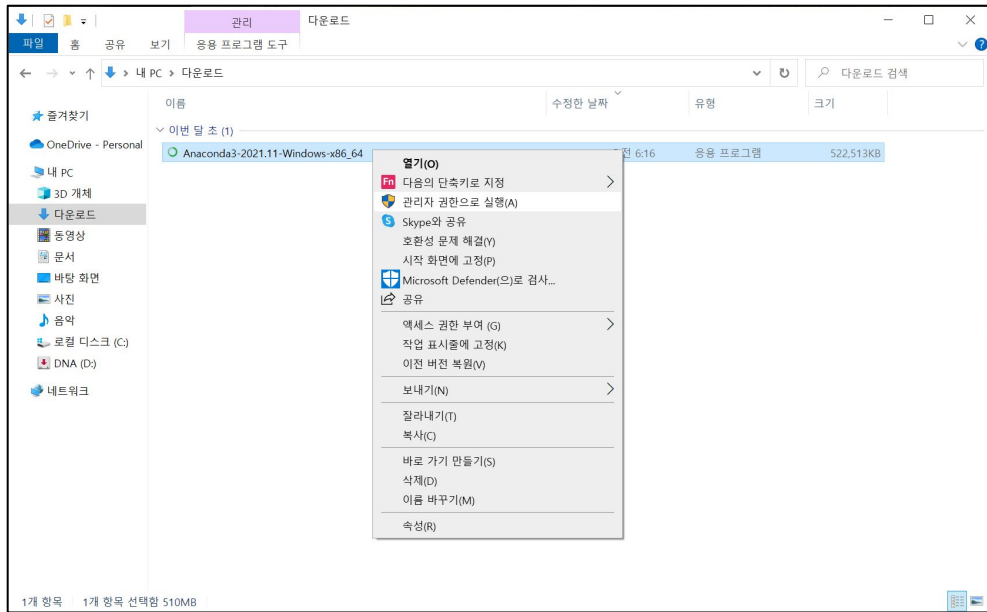 관리
다운로드
파일
홈
공유
보기
응용 프로그램 도구
내 PC > 다운로드
다운로드 검색
이름
수정한 날짜
유형
크기
즐겨찾기
OneDrive - Personal
내 PC
3D 개체
다운로드
동영상
문서
바탕 화면
사진
음악
로컬 디스크 (C:)
DNA (D:)
네트워크
이번 달 초 (1)
Anaconda3-2021.11-Windows-x86_64
6:16
응용 프로그램
522,513KB
열기(O)
Fn 다음의 단축키로 지정
관리자 권한으로 실행(A)
Skype와 공유
호환성 문제 해결(Y)
시작 화면에 고정(P)
Microsoft Defender(으)로 검사...
공유
액세스 권한 부여 (G)
작업 표시줄에 고정(K)
이전 버전 복원(V)
보내기(N)
잘라내기(T)
복사(C)
바로 가기 만들기(S)
삭제(D)
이름 바꾸기(M)
속성(R)
1개 항목
1개 항목 선택함 510MB